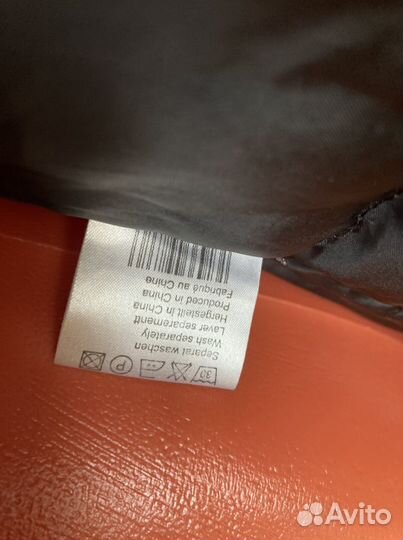 30 P
Separat waschen
Wash separately
Laver separement
Hergestellt in China
Produced in China
Fabriqué au Chine
Avito